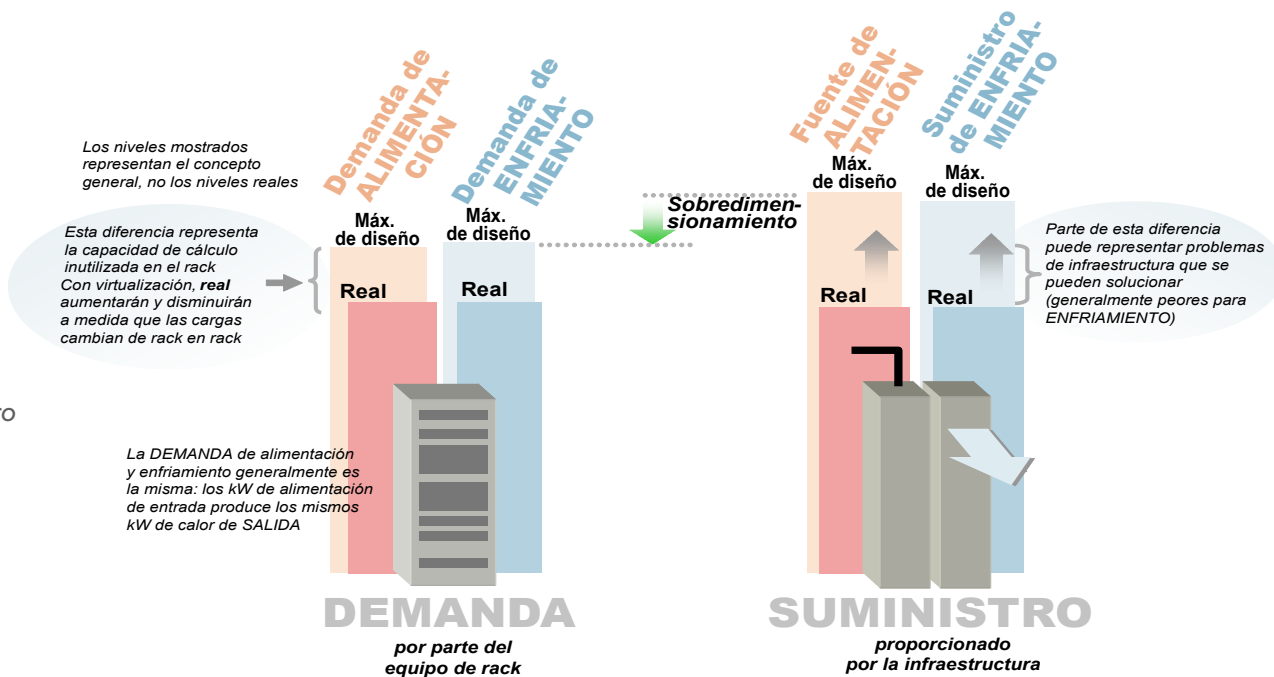 Demanda de
ALIMENTA-
CIÓN
Demanda de
ENFRIA-
MIENTO
Fuente de
ALIMEN-
TACIÓN
Suministro
de ENFRIA-
MIENTO
Los niveles mostrados
representan el concepto
general, no los niveles reales
Máx.
de diseño
Máx.
de diseño
Sobredimen-
sionamiento
Máx.
de diseño
Máx.
de diseño
Esta diferencia representa
la capacidad de cálculo
inutilizada en el rack
Con virtualización, real
aumentarán y disminuirán
a medida que las cargas
cambian de rack en rack
Real
Real
Real
Real
Parte de esta diferencia
puede representar problemas
de infraestructura que se
pueden solucionar
(generalmente peores para
ENFRIAMIENTO)
TO
La DEMANDA de alimentación
y enfriamiento generalmente es
la misma: los kW de alimentación
de entrada produce los mismos
kW de calor de SALIDA
DEMANDA
por parte del
equipo de rack
SUMINISTRO
proporcionado
por la infraestructura